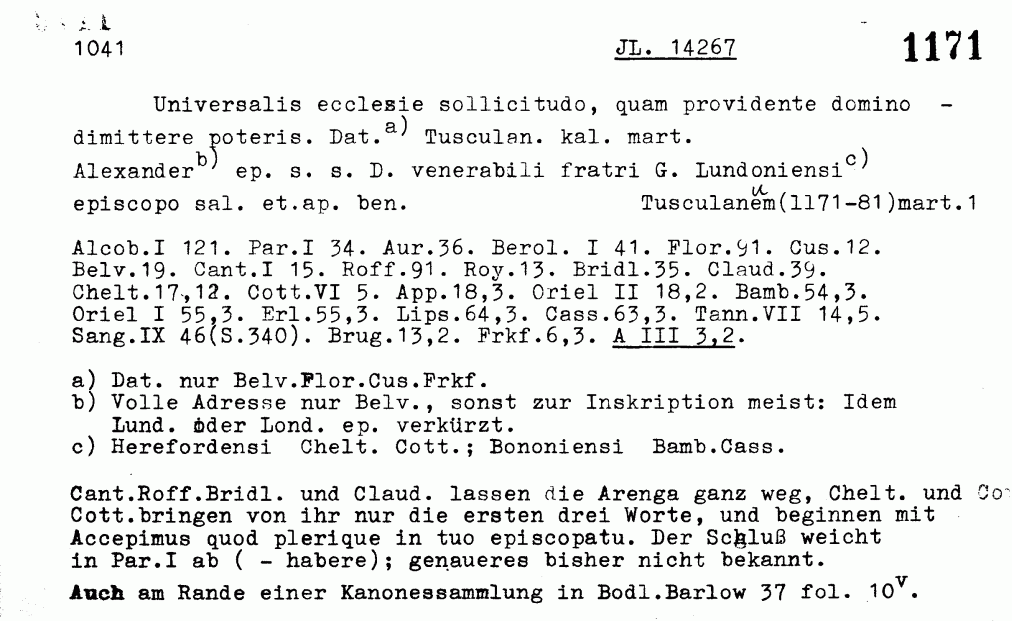 1041 JL. 14267 1171
Universalis ecclesie sollicitudo, quam providente domino -
dimittere poteris. Dat.a) Tusculan. kal. mart.
Alexanderb) ep. s. s. D. venerabili fratri G. Lundoniensic)
episcopo sal. et.ap. ben. Tusculanem(1171-81)mart.1
Alcob.I 121. Par.I 34. Aur.36. Berol. I 41. Flor.91. Cus.12.
Belv.19. Cant.I 15. Roff.91. Roy.13. Bridl.35. Claud.39.
Chelt.17,12. Cott.VI 5. App.18,3. Oriel II 18,2. Bamb.54,3.
Oriel I 55,3. Erl.55,3. Lips.64,3. Cass.63,3. Tann.VII 14,5.
Sang.IX 46(S.340). Brug.13,2. Frkf.6,3. A III 3,2.
a) Dat. nur Belv.Flor.Cus.Frkf.
b) Volle Adresse nur Belv., sonst zur Inskription meist: Idem
Lund. oder Lond. ep. verkürzt.
c) Herefordensi Chelt. Cott.; Bononiensi Bamb.Cass.
Cant.Roff.Bridl. und Claud. lassen die Arenga ganz weg, Chelt. und Co
Cott.bringen von ihr nur die ersten drei Worte, und beginnen mit
Accepimus quod plerique in tuo episcopatu. Der Schluß weicht
in Par.I ab ( - habere); genaueres bisher nicht bekannt.
Auch am Rande einer Kanonessammlung in Bodl.Barlow 37 fol. 10v.